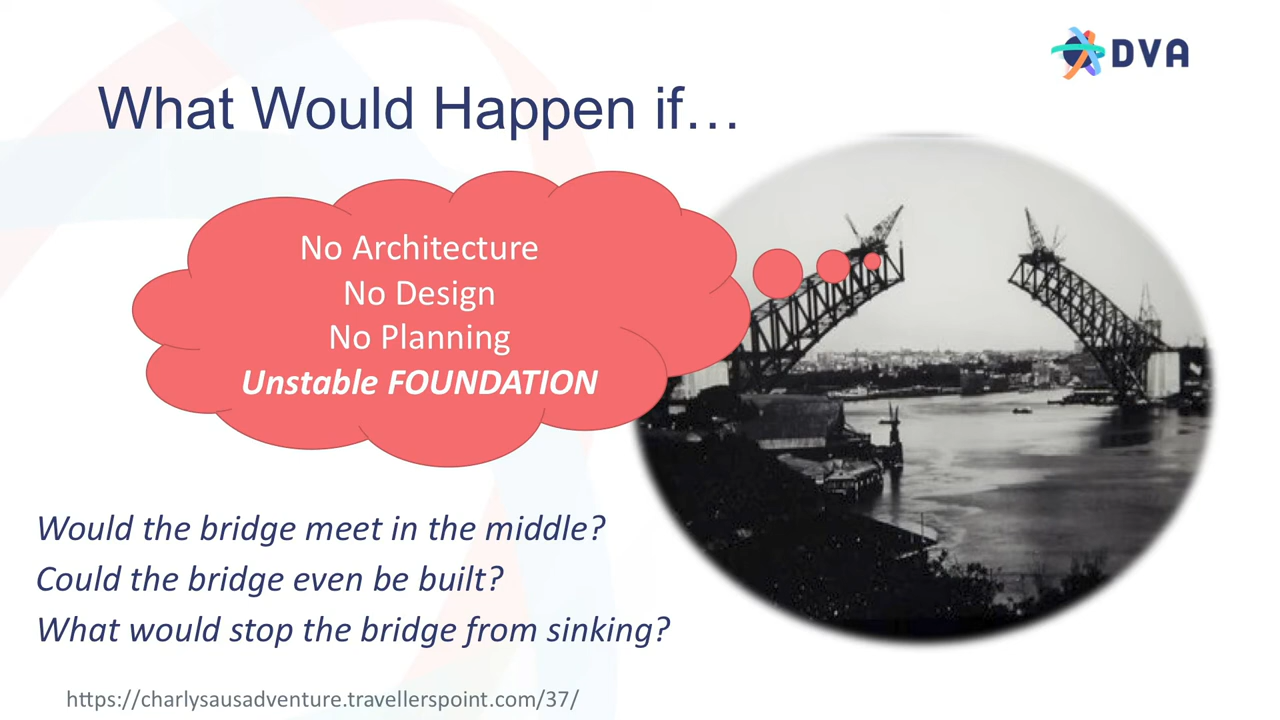 DVA
What Would Happen if…
No Architecture
No Design
No Planning
Unstable FOUNDATION
Would the bridge meet in the middle?
Could the bridge even be built?
What would stop the bridge from sinking?
https://charlysausadventure.travellerspoint.com/37/